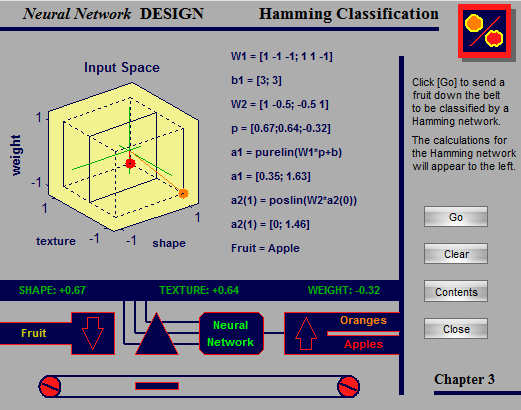 Neural Network DESIGN
Hamming Classification
Input Space
weight
1
-1
1
texture
-1
-1
shape
1
W1 = [1 -1 -1; 1 1 -1]
b1 = [3; 3]
W2 = [1 -0.5; -0.5 1]
p = [0.67;0.64;-0.32]
a1 = purelin(W1*p+b)
a1 = [0.35; 1.63]
a2(1) = poslin(W2*a2(0))
a2(1) = [0; 1.46]
Fruit = Apple
Click [Go] to send a
fruit down the belt
to be classified by a
Hamming network.
The calculations for
the Hamming network
will appear to the left.
Go
Clear
Contents
Close
SHAPE: +0.67
TEXTURE: +0.64
WEIGHT: -0.32
Fruit
Neural
Network
Oranges
Apples
Chapter 3